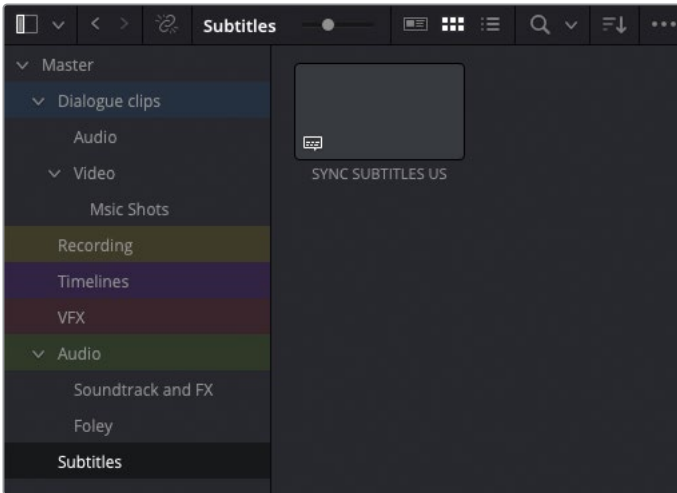 Subtitles
Master
Dialogue clips
Audio
Video
Msic Shots
Recording
Timelines
VFX
Audio
Soundtrack and FX
Foley
Subtitles
SYNC SUBTITLES US